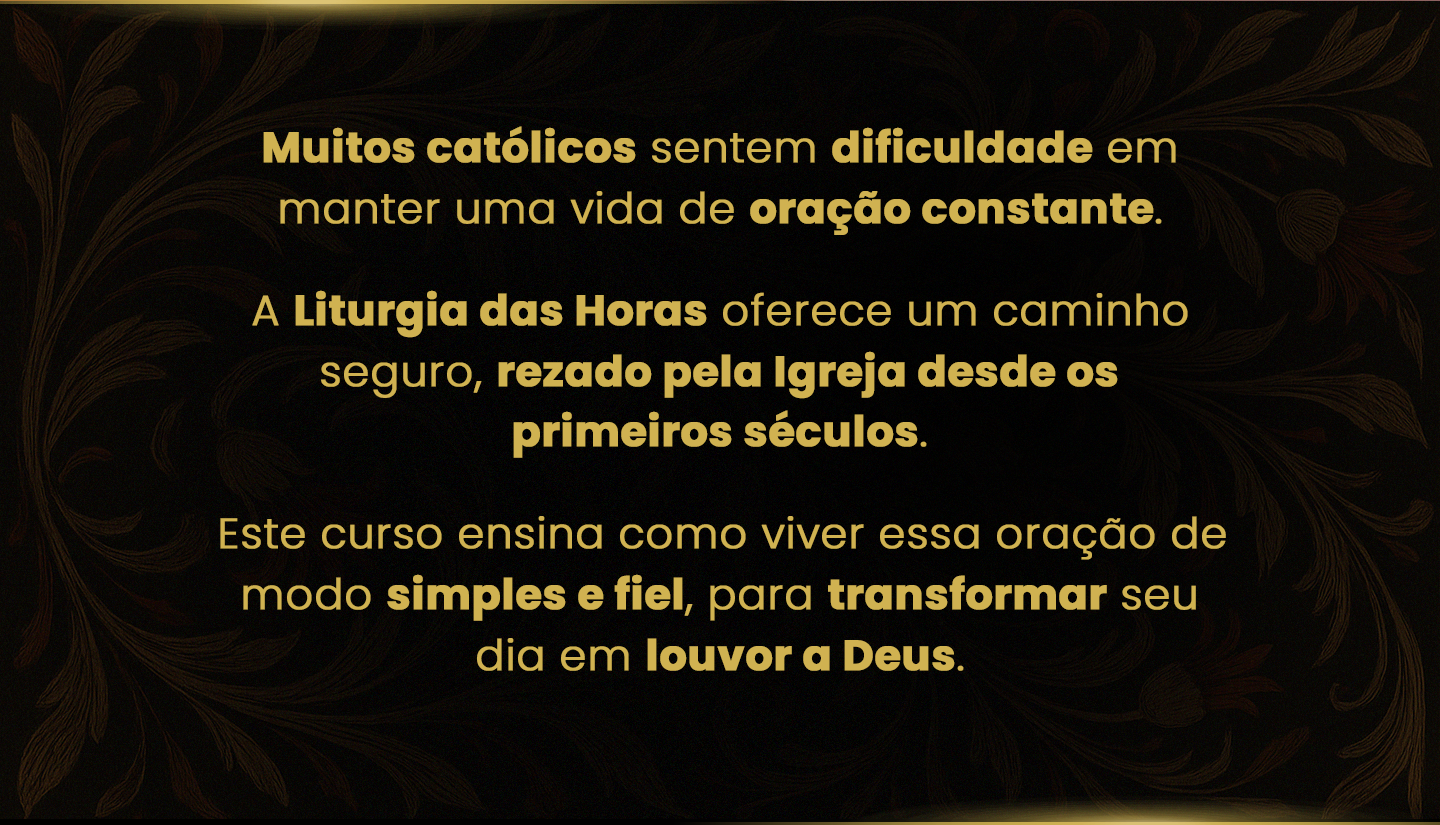 Muitos católicos sentem dificuldade em
manter uma vida de oração constante.
A Liturgia das Horas oferece um caminho
seguro, rezado pela Igreja desde os
primeiros séculos.
Este curso ensina como viver essa oração de
modo simples e fiel, para transformar seu
dia em louvor a Deus.